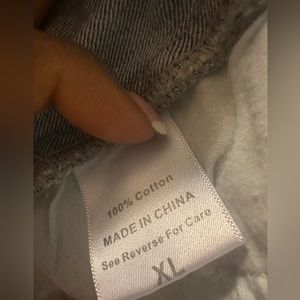 100% Cotton
MADE IN CHINA
See Reverse For Care
XL